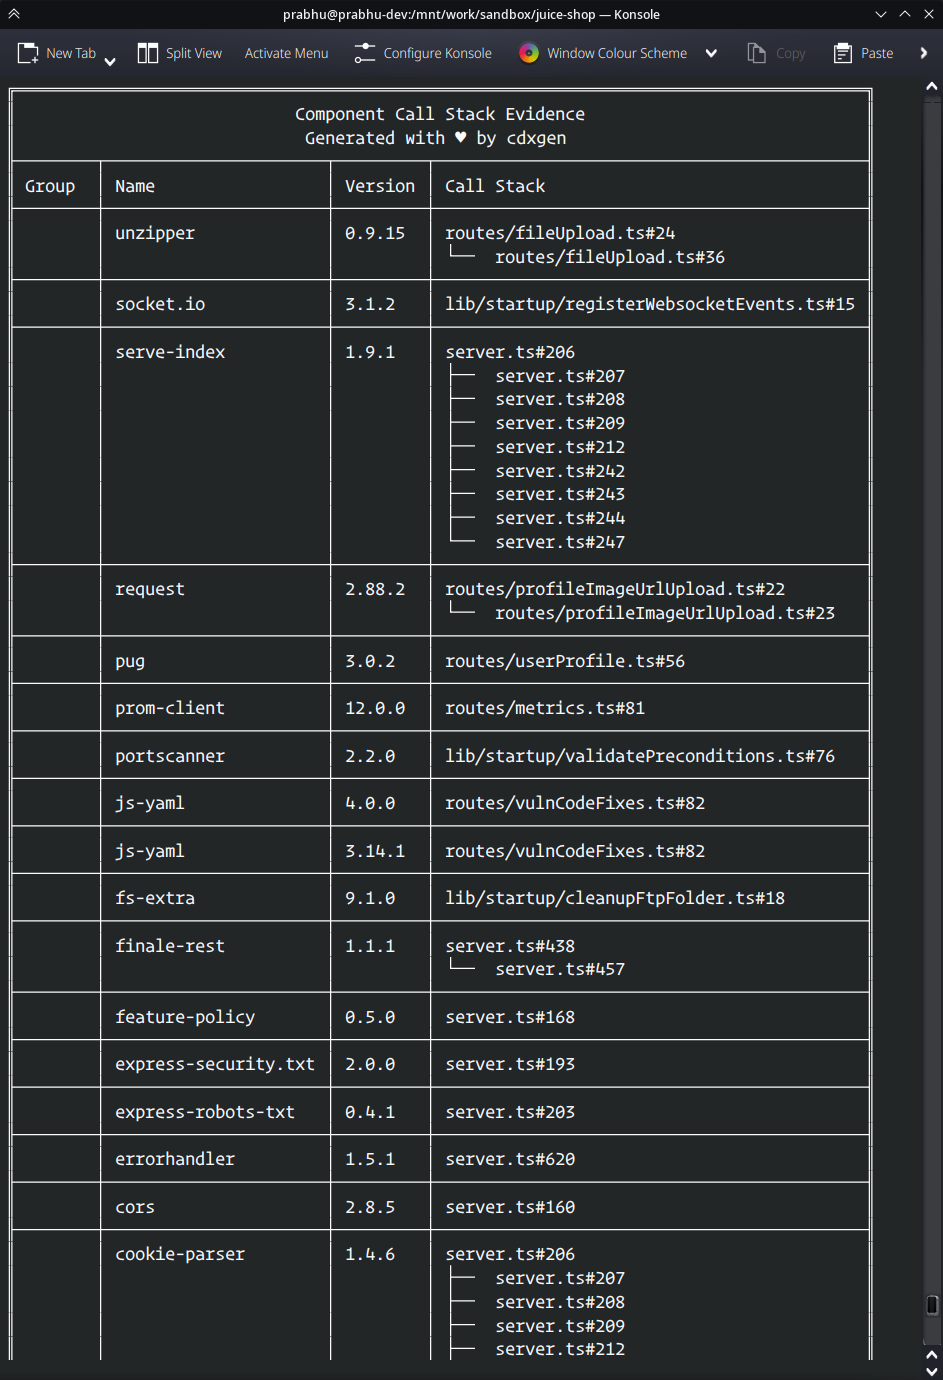 prabhu@prabhu-dev:/mnt/work/sandbox/juice-shop — Konsole
New Tab Split View Activate Menu Configure Konsole Window Colour Scheme Copy Paste
Component Call Stack Evidence
Generated with ♥ by cdxgen
Group Name Version Call Stack
unzipper 0.9.15 routes/fileUpload.ts#24
└── routes/fileUpload.ts#36
socket.io 3.1.2 lib/startup/registerWebsocketEvents.ts#15
serve-index 1.9.1 server.ts#206
├── server.ts#207
├── server.ts#208
├── server.ts#209
├── server.ts#212
├── server.ts#242
├── server.ts#243
├── server.ts#244
└── server.ts#247
request 2.88.2 routes/profileImageUrlUpload.ts#22
└── routes/profileImageUrlUpload.ts#23
pug 3.0.2 routes/userProfile.ts#56
prom-client 12.0.0 routes/metrics.ts#81
portscanner 2.2.0 lib/startup/validatePreconditions.ts#76
js-yaml 4.0.0 routes/vulnCodeFixes.ts#82
js-yaml 3.14.1 routes/vulnCodeFixes.ts#82
fs-extra 9.1.0 lib/startup/cleanupFtpFolder.ts#18
finale-rest 1.1.1 server.ts#438
└── server.ts#457
feature-policy 0.5.0 server.ts#168
express-security.txt 2.0.0 server.ts#193
express-robots-txt 0.4.1 server.ts#203
errorhandler 1.5.1 server.ts#620
cors 2.8.5 server.ts#160
cookie-parser 1.4.6 server.ts#206
├── server.ts#207
├── server.ts#208
├── server.ts#209
├── server.ts#212